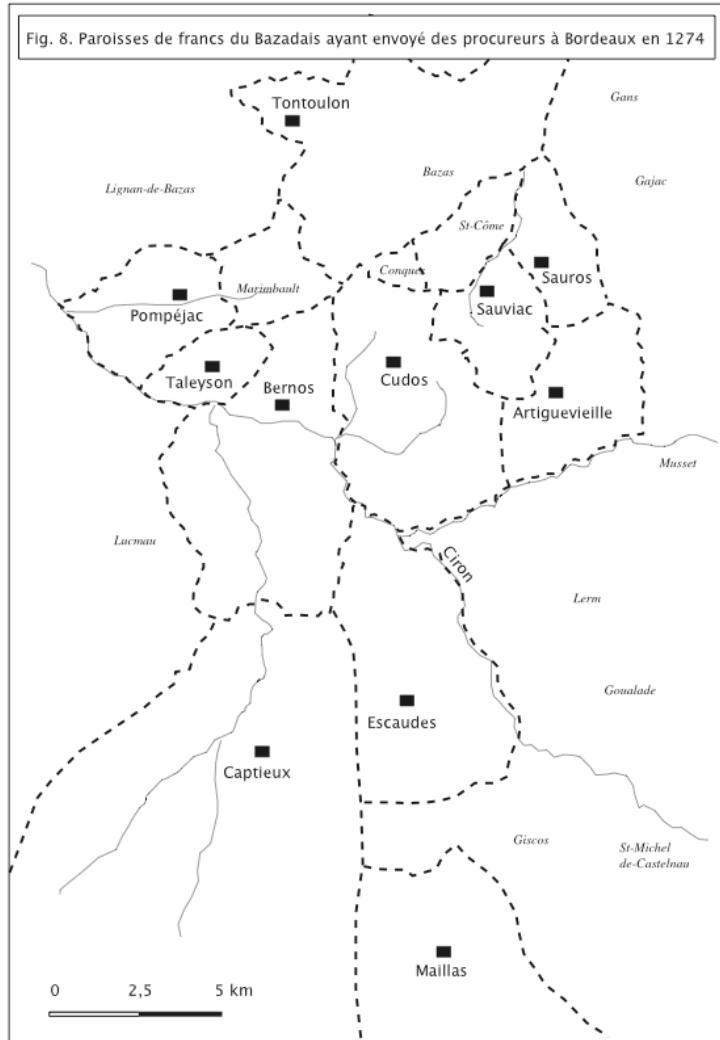 Fig. 8. Paroisses de francs du Bazadais ayant envoyé des procureurs à Bordeaux en 1274
Tontoulon
Gans
Bazas
Gajac
Lignan-de-Bazas
St-Côme
Conques
Sauros
Marimbault
Sauviac
Pompéjac
Taleyson
Bernos
Cudos
Artiguevieille
Musset
Lucmau
Ciron
Lerm
Goualade
Escaudes
Captieux
Giscos
St-Michel
de-Castelnau
Maillas
0 2,5 5 km